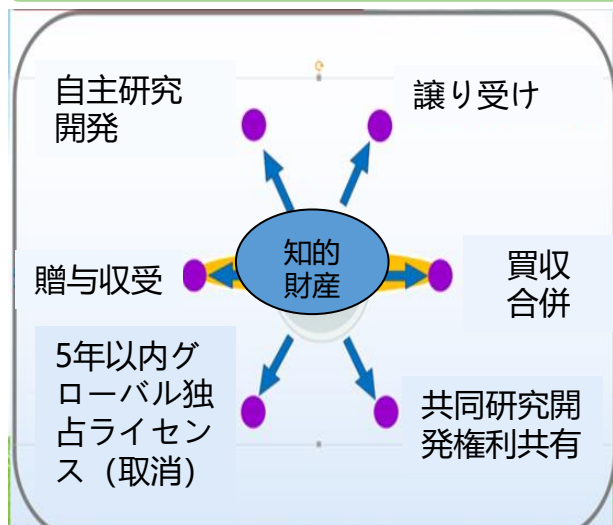 自主研究
開発
譲り受け
知的
財産
贈与収受
買収
合併
5年以内グ
ローバル独
占ライセン
ス（取消）
共同研究開
発権利共有